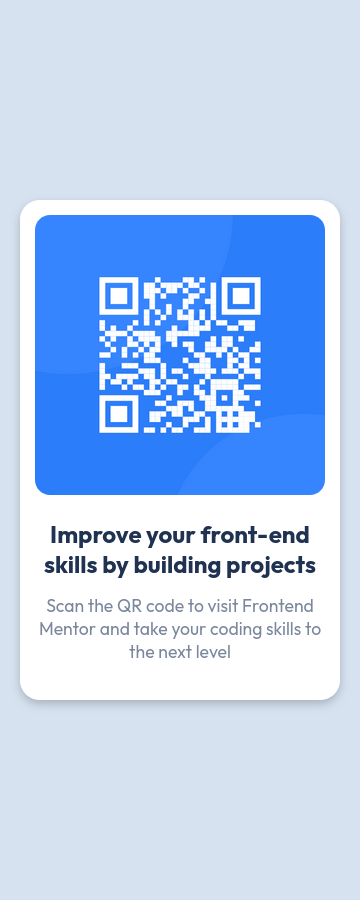 Improve your front-end
skills by building projects
Scan the QR code to visit Frontend
Mentor and take your coding skills to
the next level